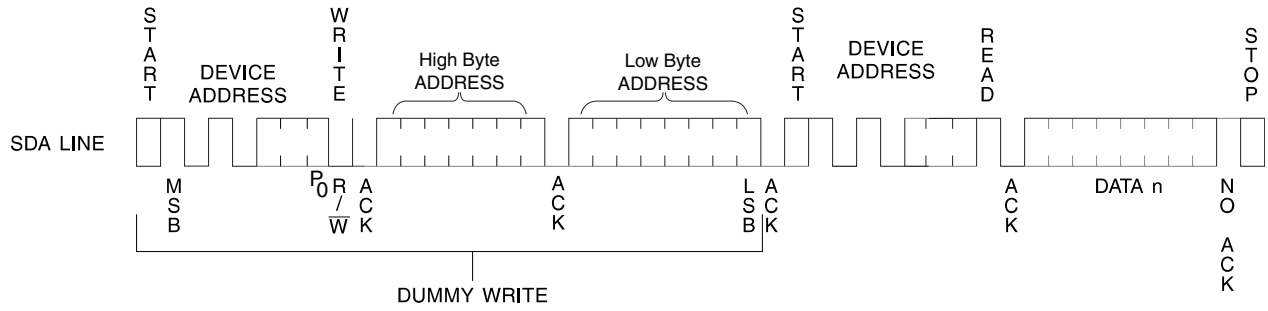 START
DEVICE
ADDRESS
WRITE
High Byte
ADDRESS
Low Byte
ADDRESS
START
DEVICE
ADDRESS
READ
STOP
SDA LINE
MSB
P0
R/W
ACK
ACK
LSB
ACK
ACK
DATA n
NO ACK
DUMMY WRITE